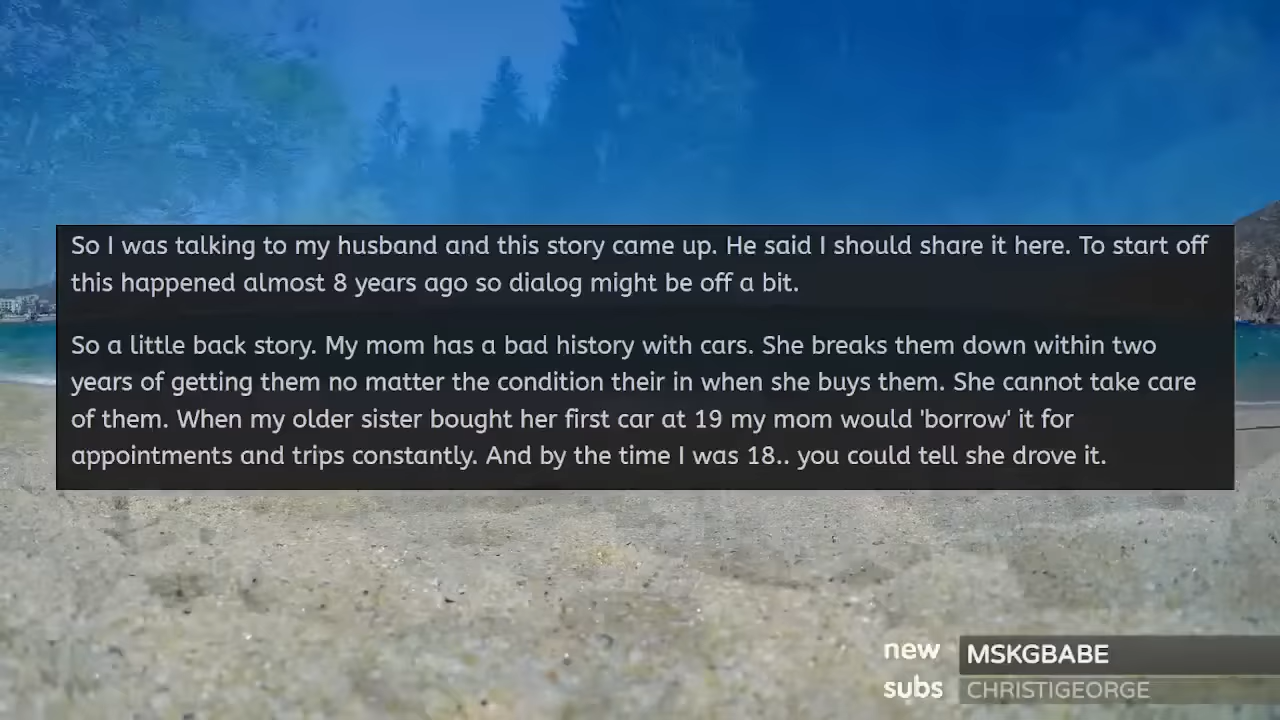 So I was talking to my husband and this story came up. He said I should share it here. To start off
this happened almost 8 years ago so dialog might be off a bit.
So a little back story. My mom has a bad history with cars. She breaks them down within two
years of getting them no matter the condition their in when she buys them. She cannot take care
of them. When my older sister bought her first car at 19 my mom would 'borrow' it for
appointments and trips constantly. And by the time I was 18.. you could tell she drove it.
new MSKGBABE
subs CHRISTIGEORGE